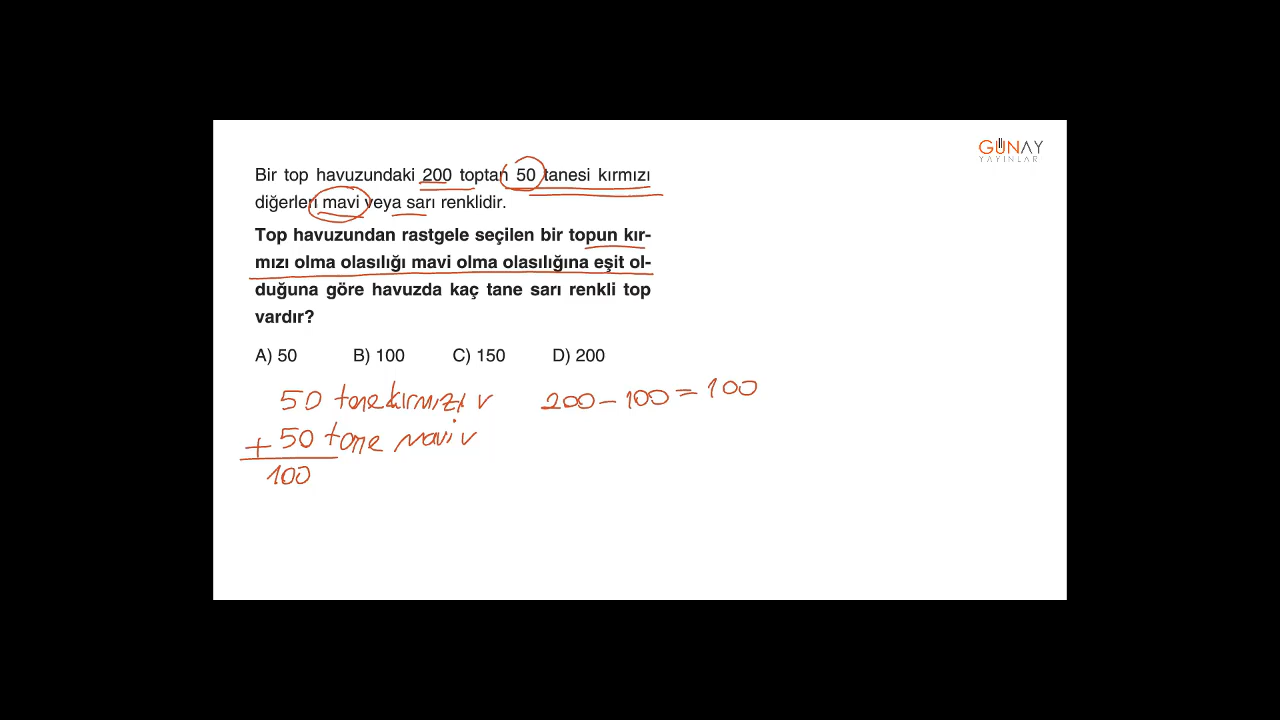 GÜNAY
YAYINLAR
Bir top havuzundaki 200 toptan 50 tanesi kırmızı
diğerleri mavi veya sarı renklidir.
Top havuzundan rastgele seçilen bir topun kır-
mızı olma olasılığı mavi olma olasılığına eşit ol-
duğuna göre havuzda kaç tane sarı renkli top
vardır?
A) 50 B) 100 C) 150 D) 200
50 tane kırmızı v 200 - 100 = 100
+ 50 tane mavi v
100